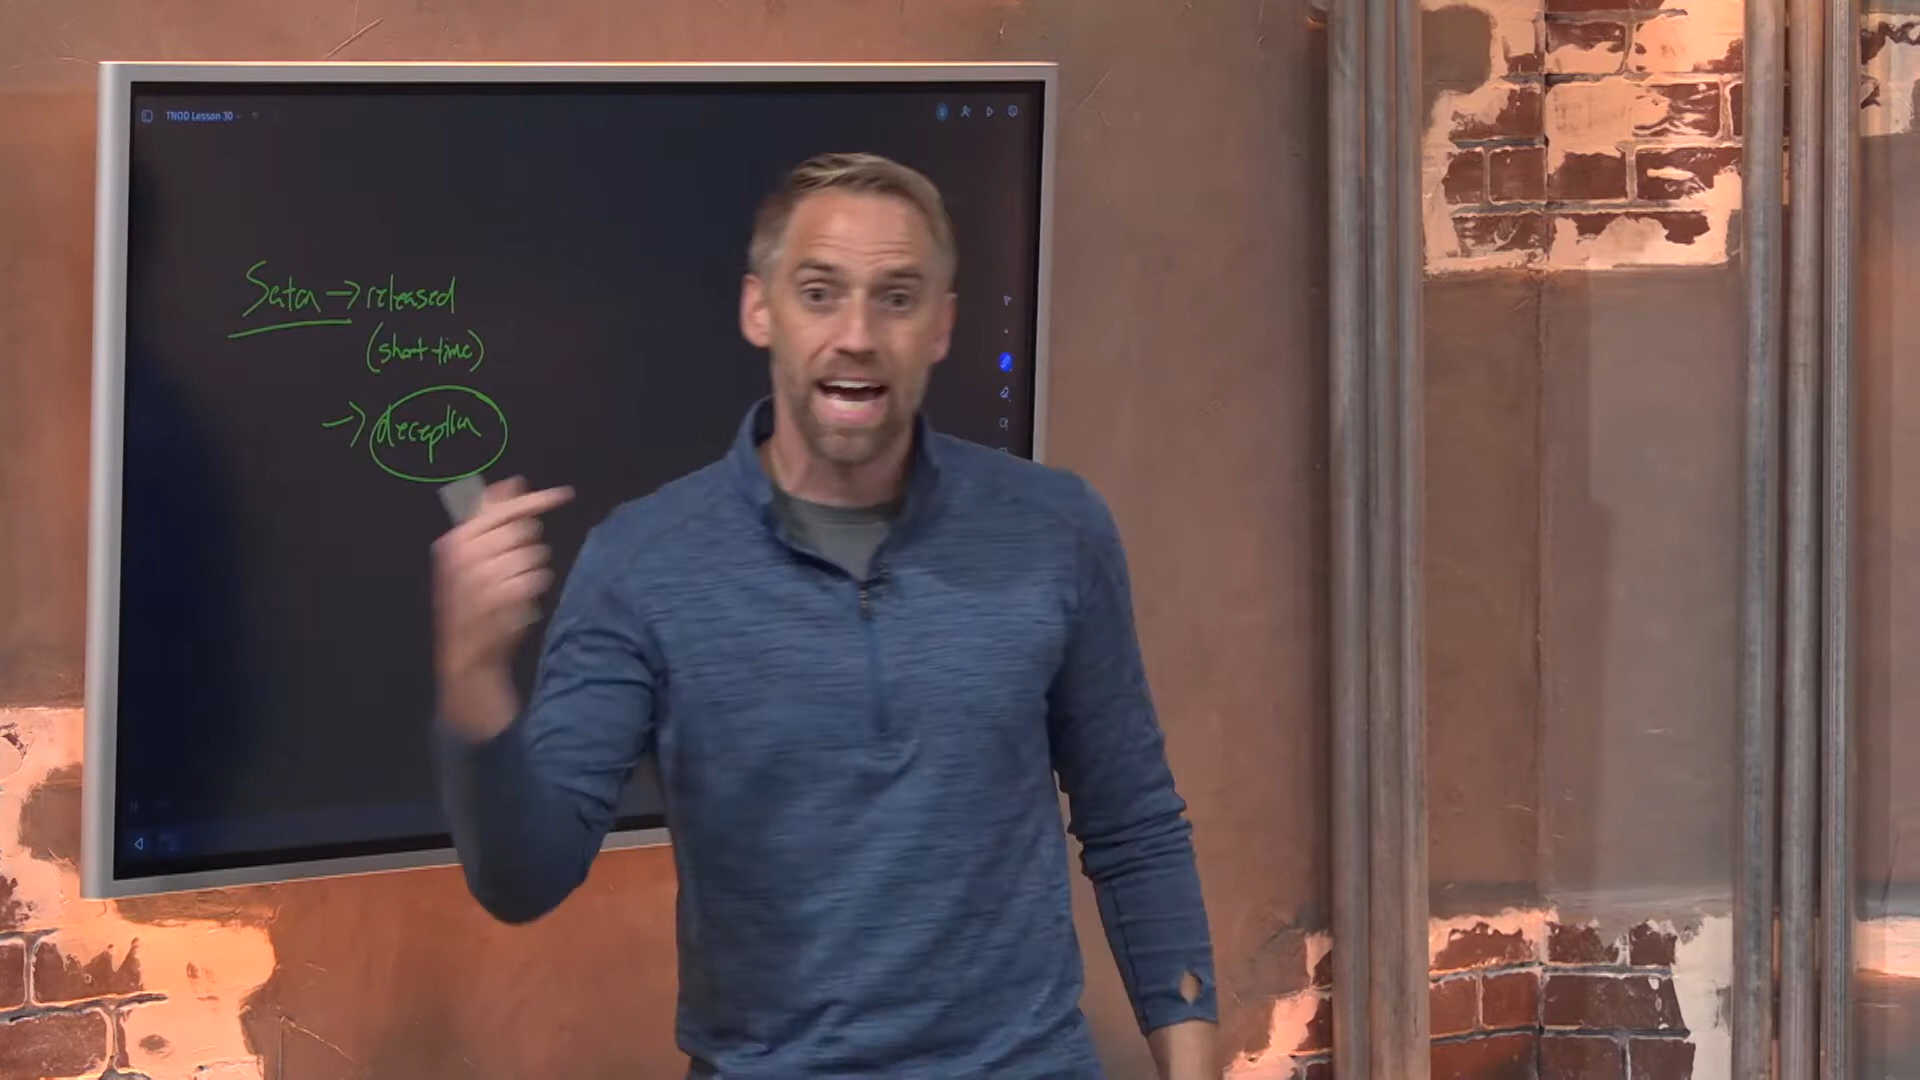 TNOD Lesson 30
Satan → released
(short time)
→ deception